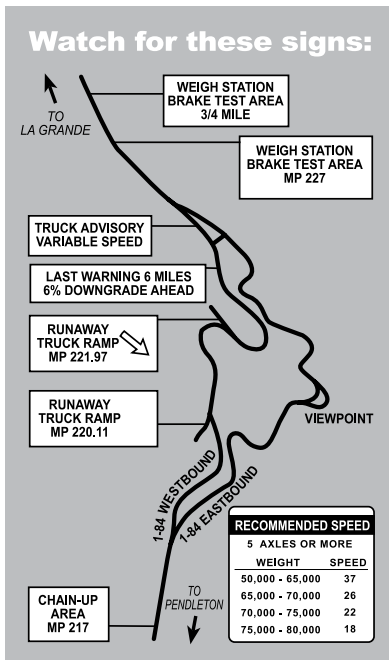 Watch for these signs:
TO
LA GRANDE
WEIGH STATION
BRAKE TEST AREA
3/4 MILE
WEIGH STATION
BRAKE TEST AREA
MP 227
TRUCK ADVISORY
VARIABLE SPEED
LAST WARNING 6 MILES
6% DOWNGRADE AHEAD
RUNAWAY
TRUCK RAMP
MP 221.97
RUNAWAY
TRUCK RAMP
MP 220.11
VIEWPOINT
1-84 WESTBOUND
1-84 EASTBOUND
CHAIN-UP
AREA
MP 217
TO
PENDLETON
RECOMMENDED SPEED
5 AXLES OR MORE
WEIGHT SPEED
50,000 - 65,000 37
65,000 - 70,000 26
70,000 - 75,000 22
75,000 - 80,000 18